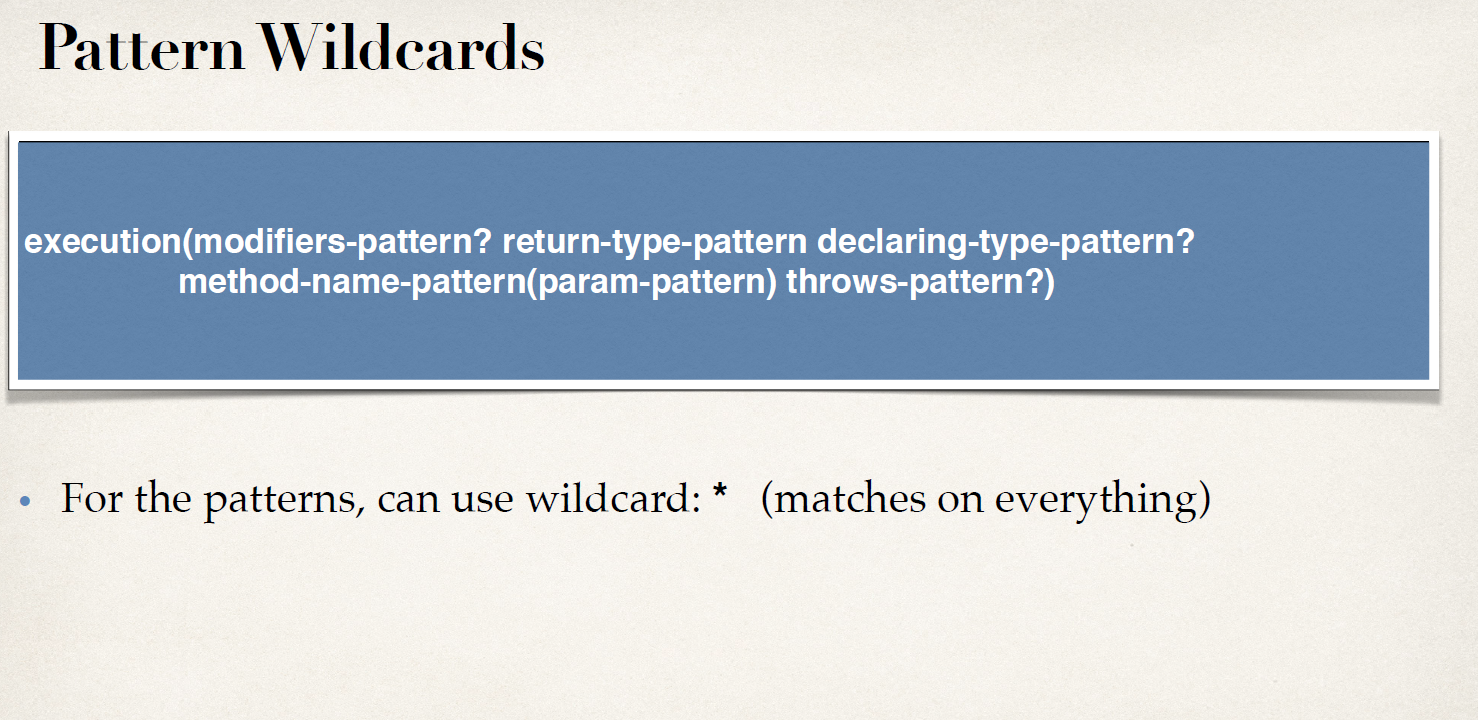 Pattern Wildcards
execution(modifiers-pattern? return-type-pattern declaring-type-pattern?
method-name-pattern(param-pattern) throws-pattern?)
• For the patterns, can use wildcard: * (matches on everything)